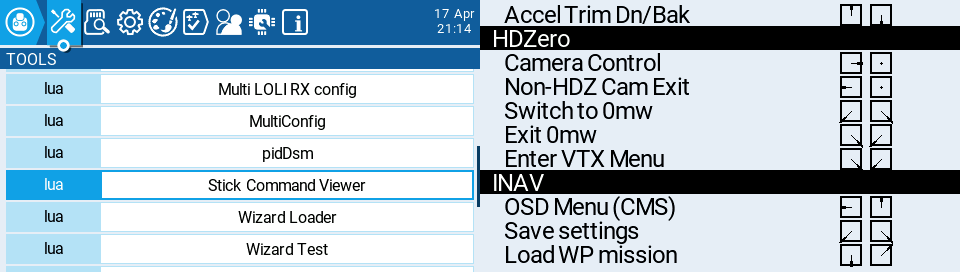 17 Apr
21:14
TOOLS
lua Multi LOLI RX config
lua MultiConfig
lua pidDsm
lua Stick Command Viewer
lua Wizard Loader
lua Wizard Test
Accel Trim Dn/Bak
HDZero
Camera Control
Non-HDZ Cam Exit
Switch to 0mw
Exit 0mw
Enter VTX Menu
INAV
OSD Menu (CMS)
Save settings
Load WP mission